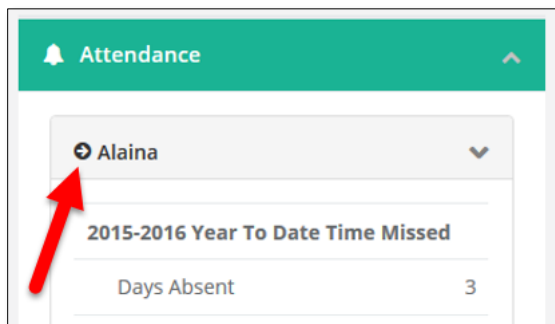 Attendance
Alaina
2015-2016 Year To Date Time Missed
Days Absent 3